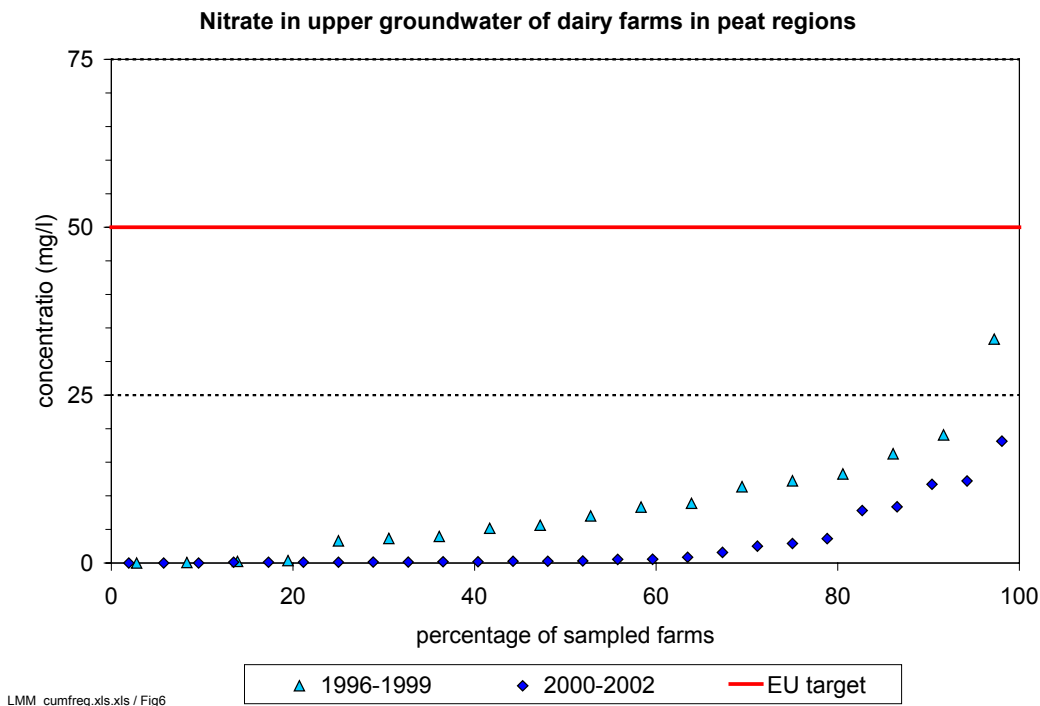 Nitrate in upper groundwater of dairy farms in peat regions
75
50
25
0
concentratio (mg/l)
0 20 40 60 80 100
percentage of sampled farms
1996-1999 2000-2002 EU target
LMM_cumfreq.xls.xls / Fig6